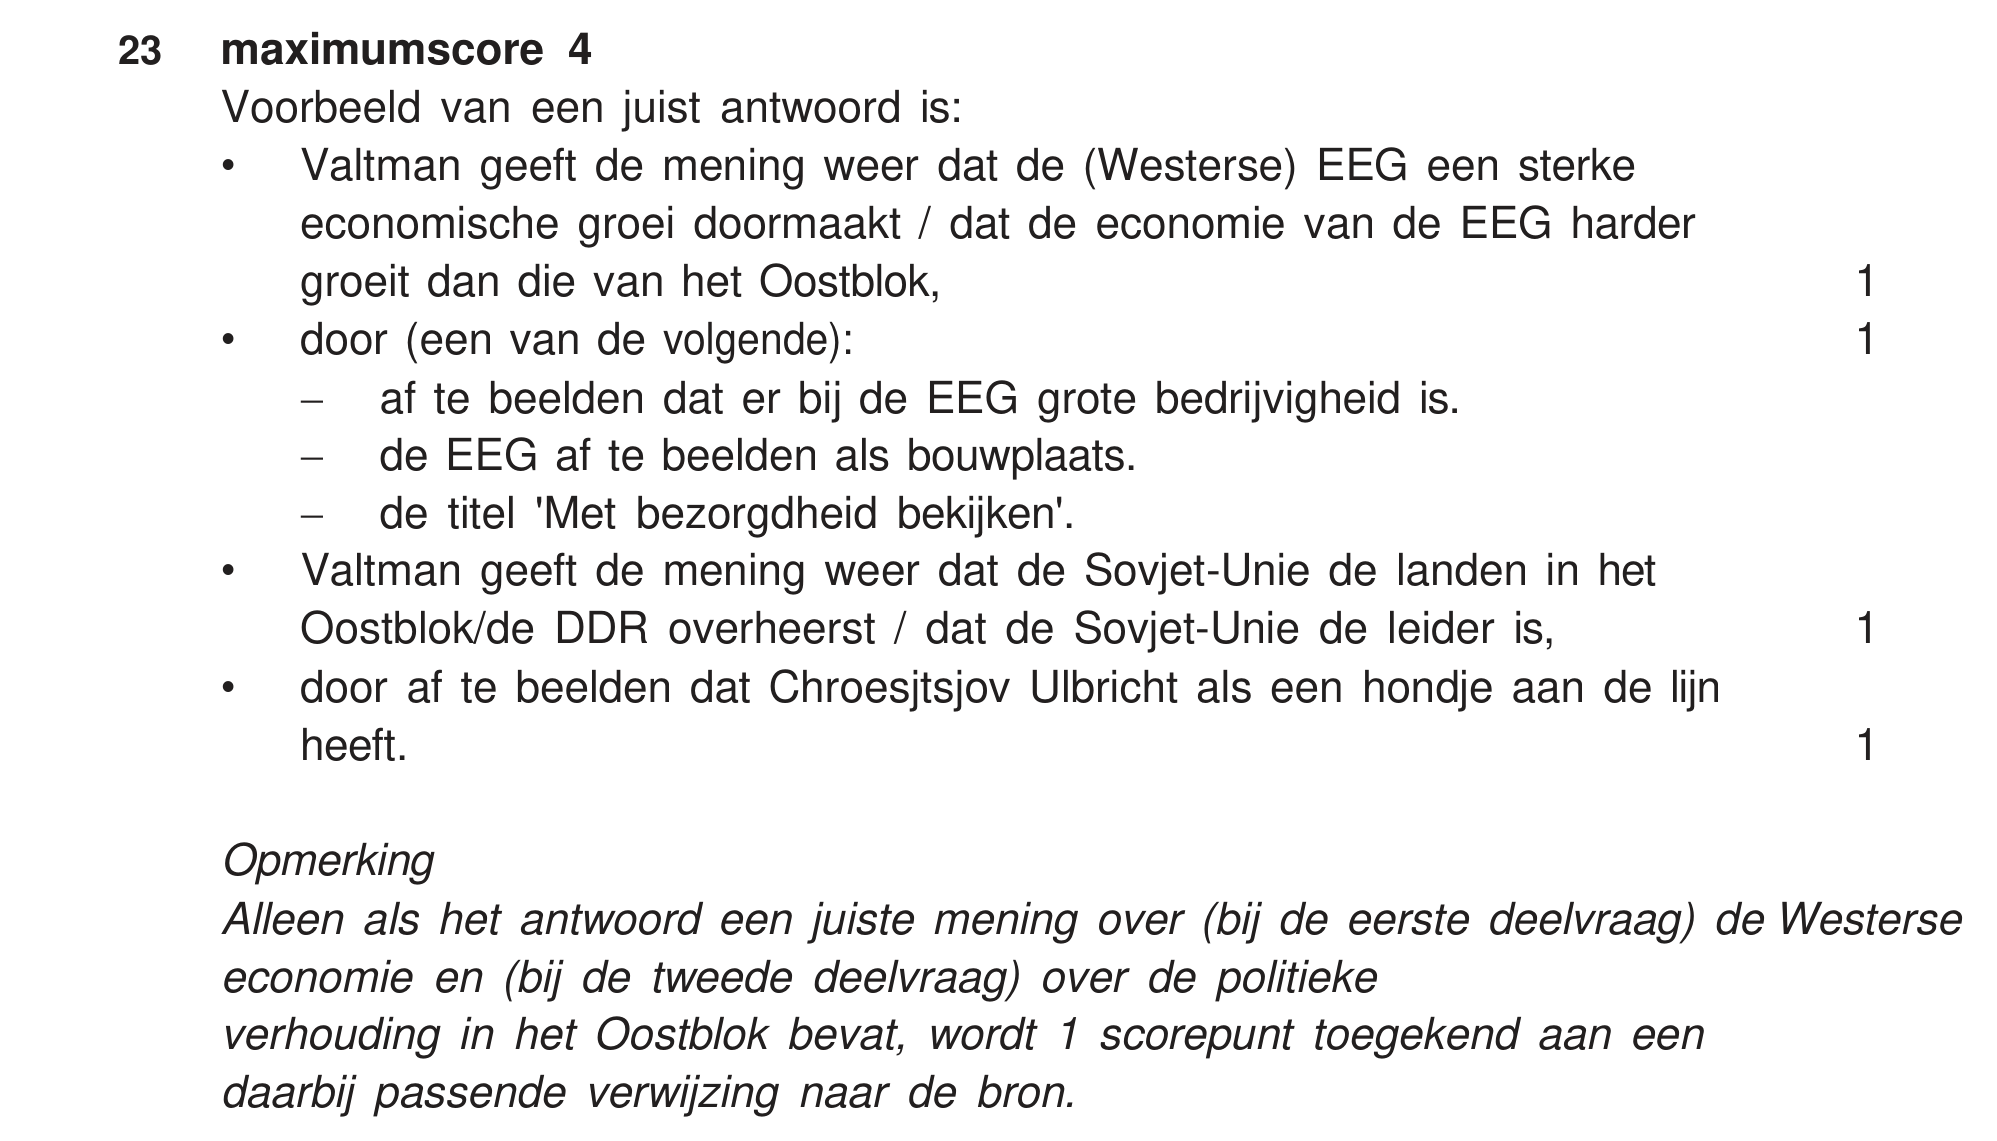 23 maximumscore 4
Voorbeeld van een juist antwoord is:
• Valtman geeft de mening weer dat de (Westerse) EEG een sterke
economische groei doormaakt / dat de economie van de EEG harder
groeit dan die van het Oostblok, 1
• door (een van de volgende): 1
– af te beelden dat er bij de EEG grote bedrijvigheid is.
– de EEG af te beelden als bouwplaats.
– de titel 'Met bezorgdheid bekijken'.
• Valtman geeft de mening weer dat de Sovjet-Unie de landen in het
Oostblok/de DDR overheerst / dat de Sovjet-Unie de leider is, 1
• door af te beelden dat Chroesjtsjov Ulbricht als een hondje aan de lijn
heeft. 1
Opmerking
Alleen als het antwoord een juiste mening over (bij de eerste deelvraag) de Westerse
economie en (bij de tweede deelvraag) over de politieke
verhouding in het Oostblok bevat, wordt 1 scorepunt toegekend aan een
daarbij passende verwijzing naar de bron.